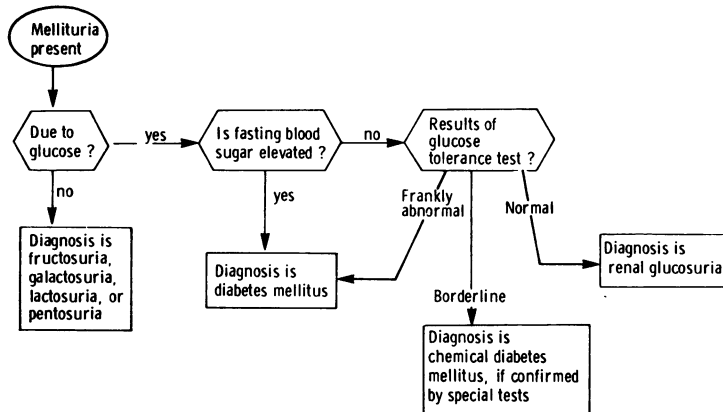 Mellituria
present
Due to
glucose ?
yes
Is fasting blood
sugar elevated ?
no
Results of
glucose
tolerance test ?
no
yes
Frankly
abnormal
Normal
Diagnosis is
fructosuria,
galactosuria,
lactosuria, or
pentosuria
Diagnosis is
diabetes mellitus
Borderline
Diagnosis is
renal glucosuria
Diagnosis is
chemical diabetes
mellitus, if confirmed
by special tests